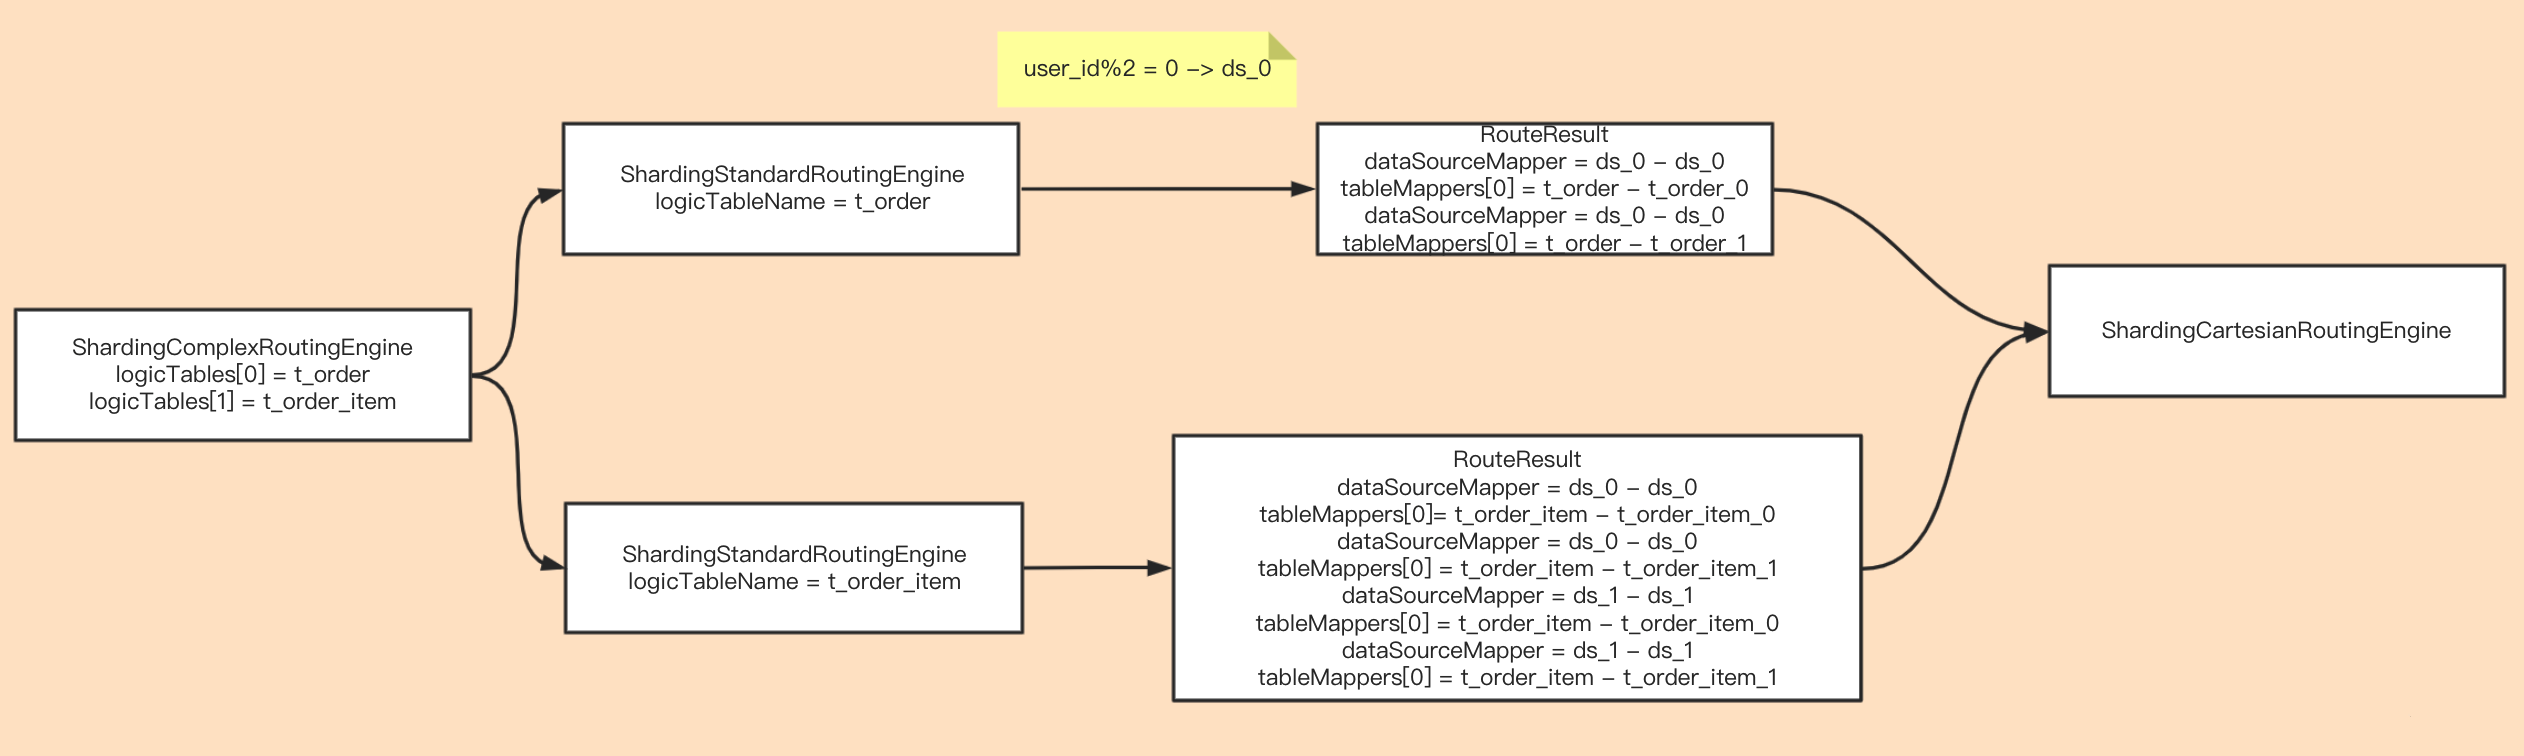 user_id%2 = 0 -> ds_0
ShardingStandardRoutingEngine
logicTableName = t_order
RouteResult
dataSourceMapper = ds_0 - ds_0
tableMappers[0] = t_order - t_order_0
dataSourceMapper = ds_0 - ds_0
tableMappers[0] = t_order - t_order_1
ShardingComplexRoutingEngine
logicTables[0] = t_order
logicTables[1] = t_order_item
ShardingCartesianRoutingEngine
ShardingStandardRoutingEngine
logicTableName = t_order_item
RouteResult
dataSourceMapper = ds_0 - ds_0
tableMappers[0]= t_order_item - t_order_item_0
dataSourceMapper = ds_0 - ds_0
tableMappers[0] = t_order_item - t_order_item_1
dataSourceMapper = ds_1 - ds_1
tableMappers[0] = t_order_item - t_order_item_0
dataSourceMapper = ds_1 - ds_1
tableMappers[0] = t_order_item - t_order_item_1